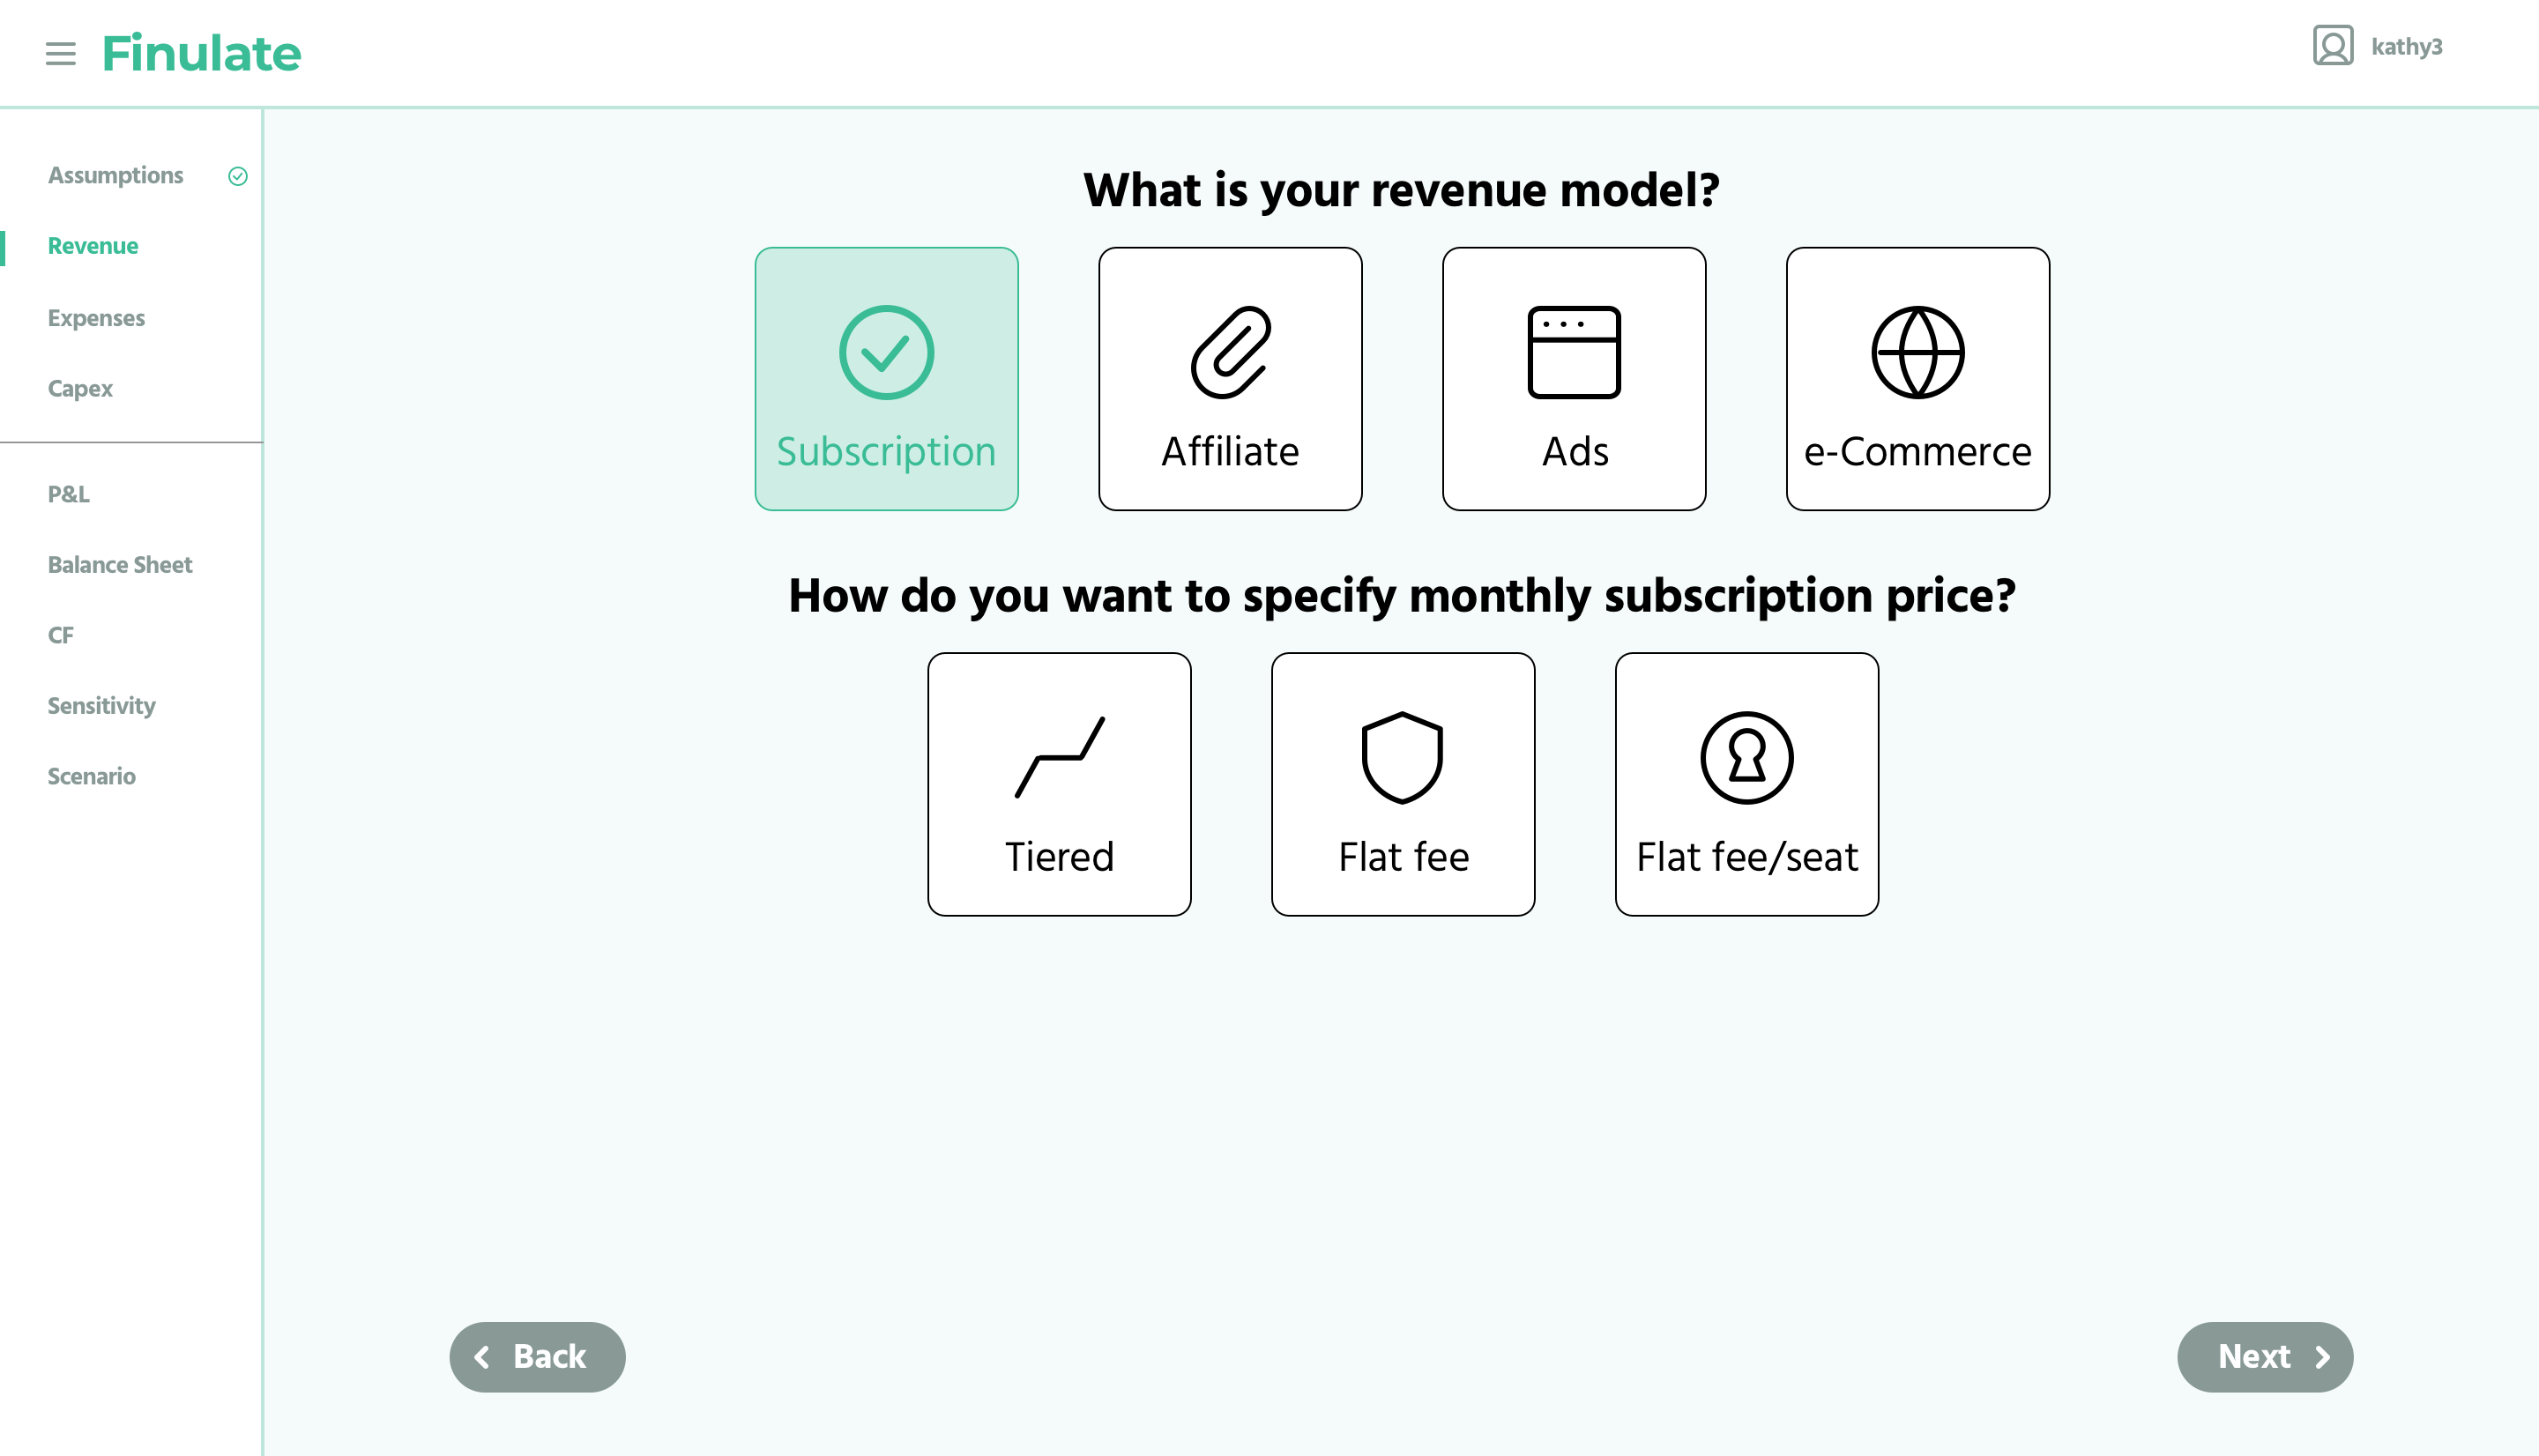 Finulate
kathy3
Assumptions
Revenue
Expenses
Capex
P&L
Balance Sheet
CF
Sensitivity
Scenario
What is your revenue model?
Subscription
Affiliate
Ads
e-Commerce
How do you want to specify monthly subscription price?
Tiered
Flat fee
Flat fee/seat
Back
Next